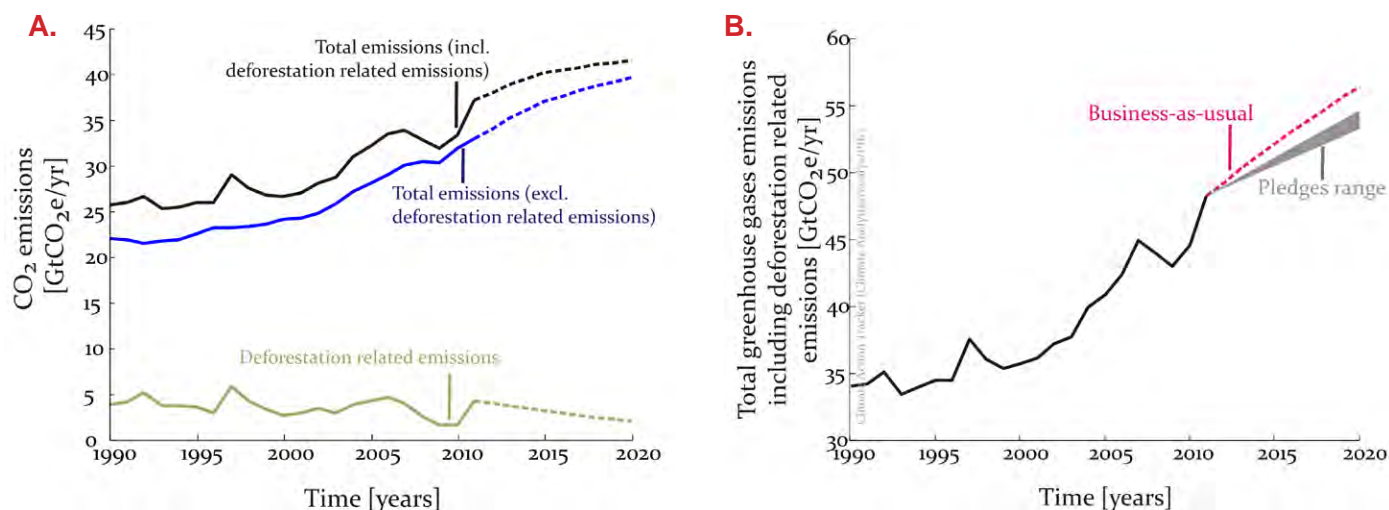 A.
45
40
35
30
25
20
15
10
5
0
CO2 emissions
[GtCO2e/yr]
Total emissions (incl.
deforestation related emissions)
Total emissions (excl.
deforestation related emissions)
Deforestation related emissions
1990
1995
2000
2005
2010
2015
2020
Time [years]
B.
60
55
150
45
40
35
30
Total greenhouse gases emissions
including deforestation related
emissions [GtCO2e/yr]
Business-as-usual
Pledges range
1990
1995
2000
2005
2010
2015
2020
Time [years]